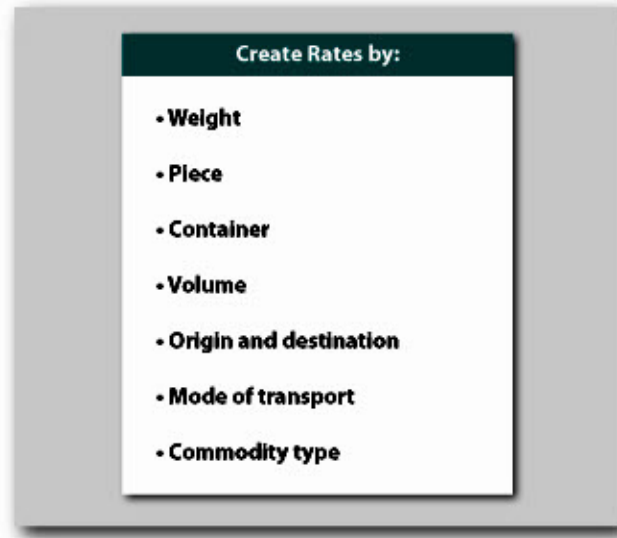 Create Rates by:
• Weight
• Piece
• Container
• Volume
• Origin and destination
• Mode of transport
• Commodity type